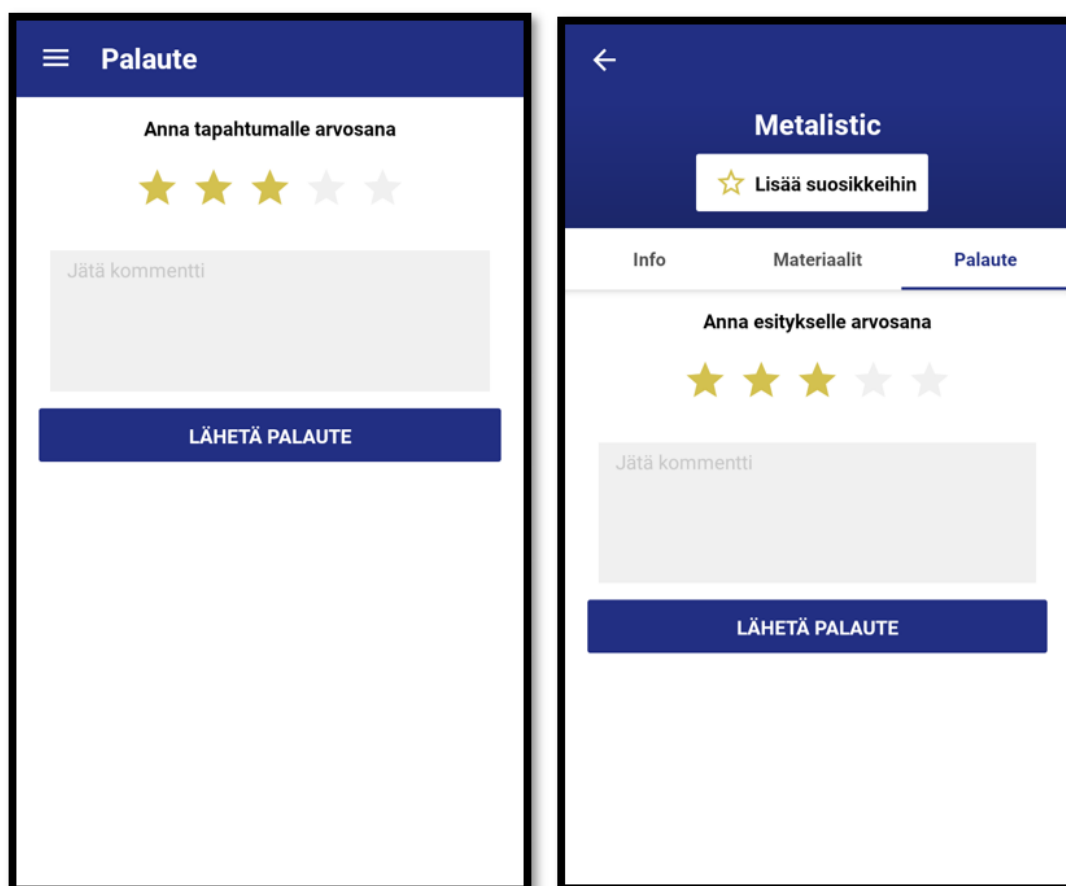 Palaute
Anna tapahtumalle arvosana
Jätä kommentti
LÄHETÄ PALAUTE
Metalistic
Lisää suosikkeihin
Info
Materiaalit
Palaute
Anna esitykselle arvosana
Jätä kommentti
LÄHETÄ PALAUTE